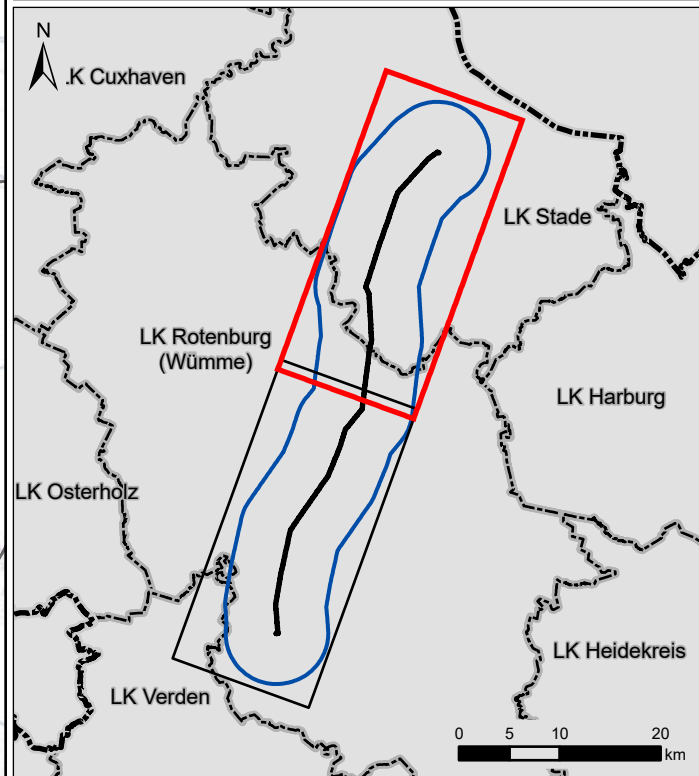 N
.K Cuxhaven
LK Stade
LK Rotenburg
(Wümme)
LK Harburg
LK Osterholz
LK Heidekreis
LK Verden
0 5 10 20
km